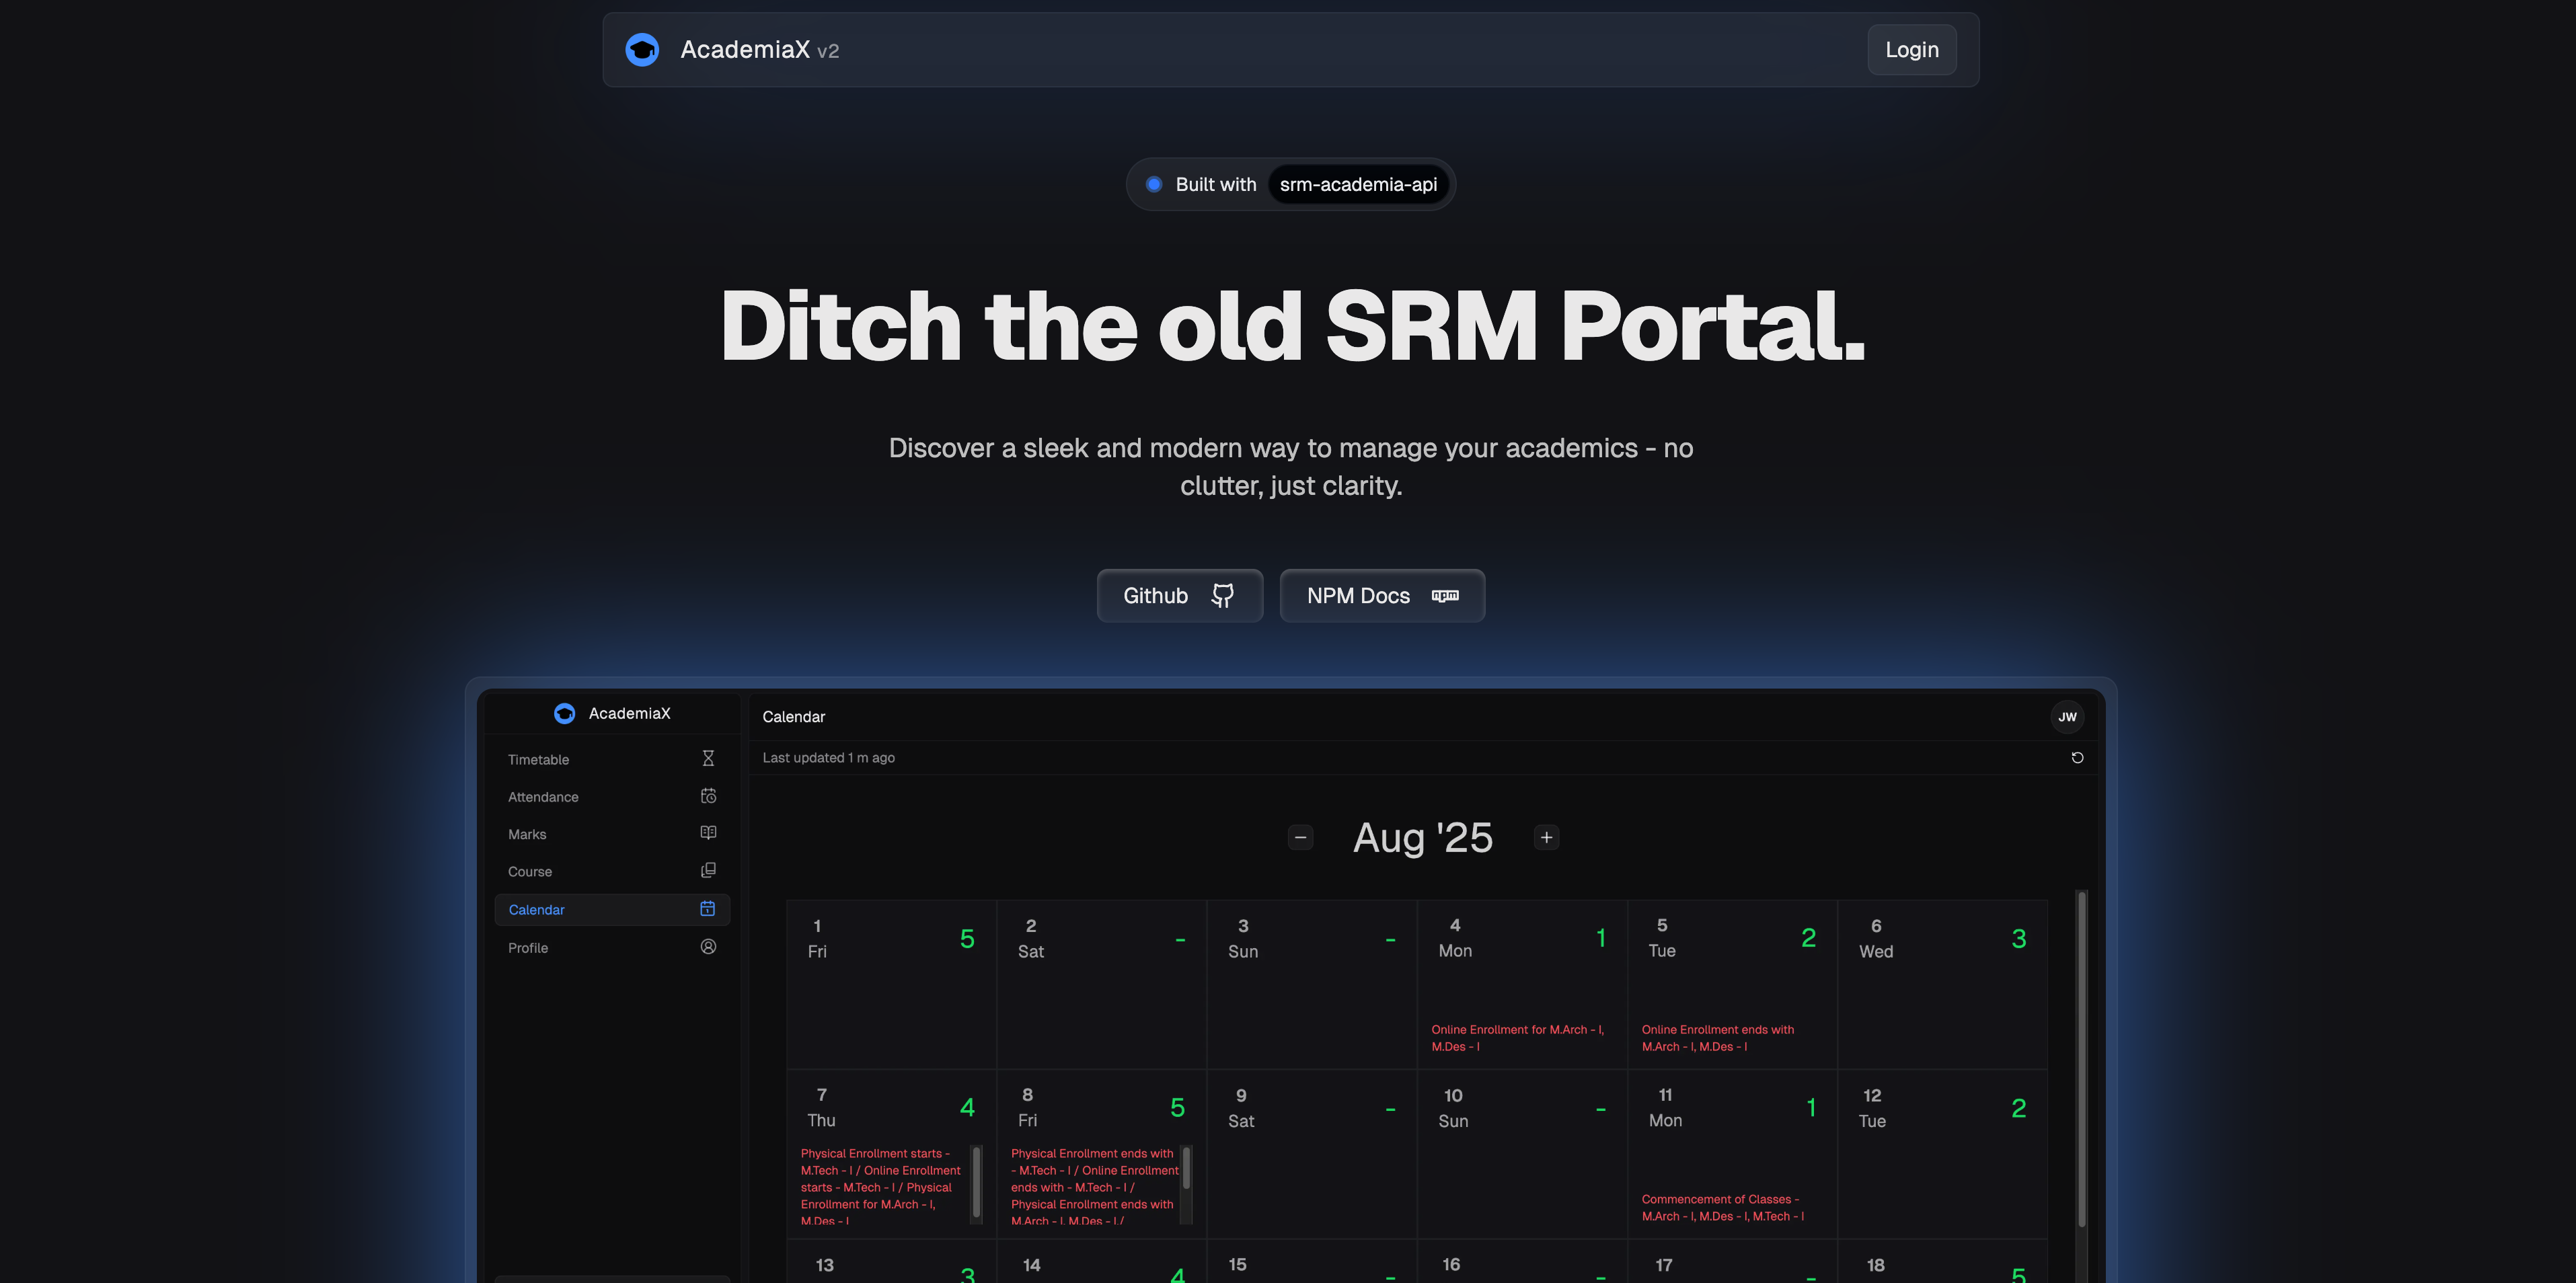 AcademiaX v2
Login
Built with srm-academia-api
Ditch the old SRM Portal.
Discover a sleek and modern way to manage your academics - no
clutter, just clarity.
Github
NPM Docs
npm
AcademiaX
Timetable
Attendance
Marks
Course
Calendar
Profile
Calendar
JW
Last updated 1 m ago
Aug '25
1
Fri
5
2
Sat
-
3
Sun
-
4
Mon
1
Online Enrollment for M.Arch - I,
M.Des - I
5
Tue
2
Online Enrollment ends with
M.Arch - I, M.Des - I
6
Wed
3
7
Thu
4
Physical Enrollment starts -
M.Tech - I / Online Enrollment
starts - M.Tech - I / Physical
Enrollment for M.Arch - I,
M.Des - I
8
Fri
5
Physical Enrollment ends with
- M.Tech - I / Online Enrollment
ends with - M.Tech - I /
Physical Enrollment ends with
M.Arch - I, M.Des - I /
9
Sat
-
10
Sun
-
11
Mon
1
Commencement of Classes -
M.Arch - I, M.Des - I, M.Tech - I
12
Tue
2
13
3
14
4
15
-
16
-
17
-
18
5